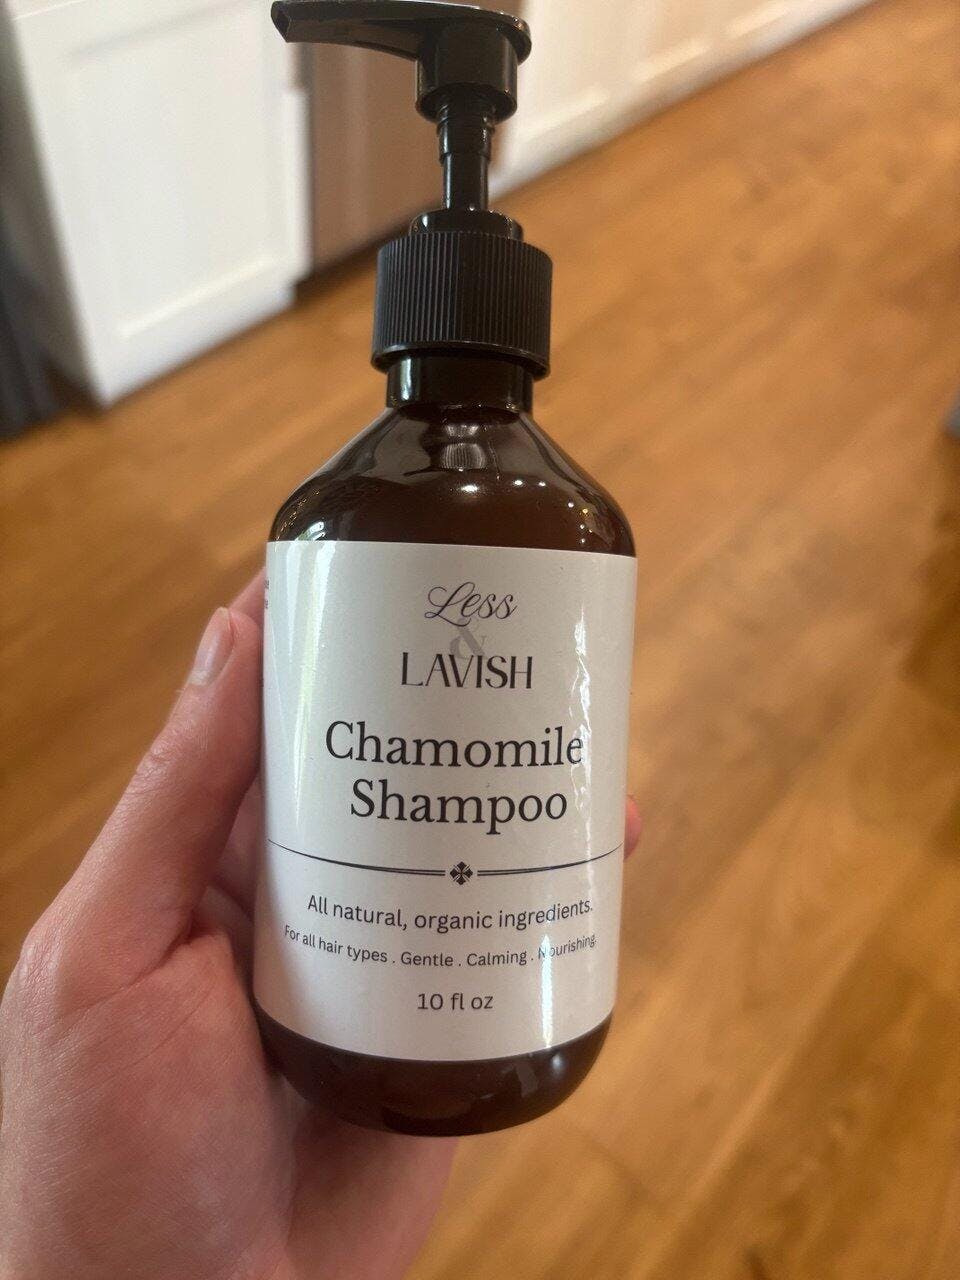 Less
&
LAVISH
Chamomile
Shampoo
All natural, organic ingredients.
For all hair types . Gentle . Calming . Nourishing.
10 fl oz